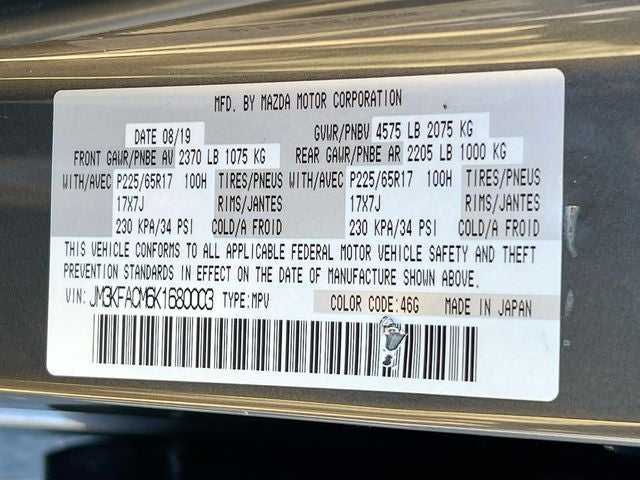 MFD. BY MAZDA MOTOR CORPORATION
DATE 08/19 GVWR/PNBV 4575 LB 2075 KG
FRONT GAWR/PNBE AV 2370 LB 1075 KG REAR GAWR/PNBE AR 2205 LB 1000 KG
WITH/AVEC P225/65R17 100H TIRES/PNEUS WITH/AVEC P225/65R17 100H TIRES/PNEUS
17X7J RIMS/JANTES 17X7J RIMS/JANTES
230 KPA/34 PSI COLD/A FROID 230 KPA/34 PSI COLD/A FROID
THIS VEHICLE CONFORMS TO ALL APPLICABLE FEDERAL MOTOR VEHICLE SAFETY AND THEFT
PREVENTION STANDARDS IN EFFECT ON THE DATE OF MANUFACTURE SHOWN ABOVE.
VIN: JM3KFACM6K1680003 TYPE:MPV COLOR CODE:46G MADE IN JAPAN